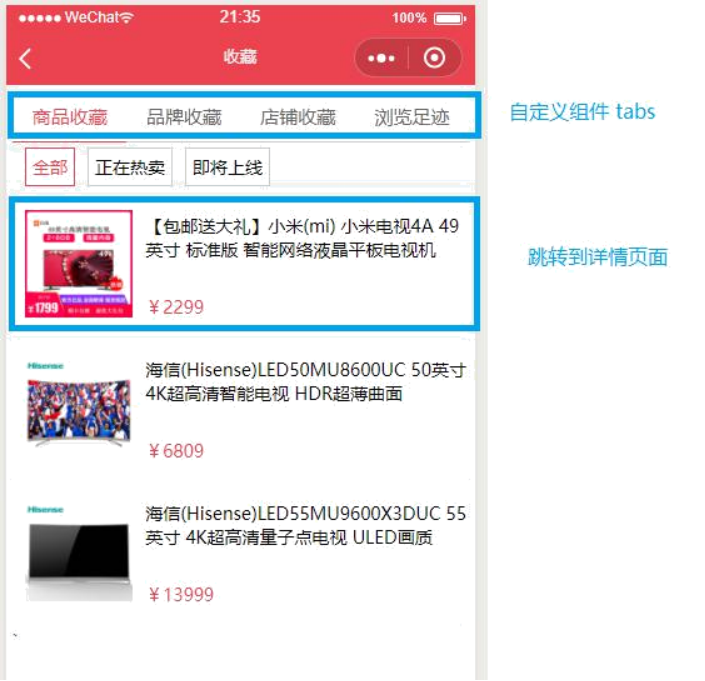 WeChat
21:35
100%
收藏
商品收藏 品牌收藏 店铺收藏 浏览足迹
自定义组件 tabs
全部 正在热卖 即将上线
【包邮送大礼】小米(mi) 小米电视4A 49
英寸 标准版 智能网络液晶平板电视机
￥2299
跳转到详情页面
¥1799
Hisense
海信(Hisense)LED50MU8600UC 50英寸
4K超高清智能电视 HDR超薄曲面
￥6809
Hisense
海信(Hisense)LED55MU9600X3DUC 55
英寸 4K超高清量子点电视 ULED画质
￥13999